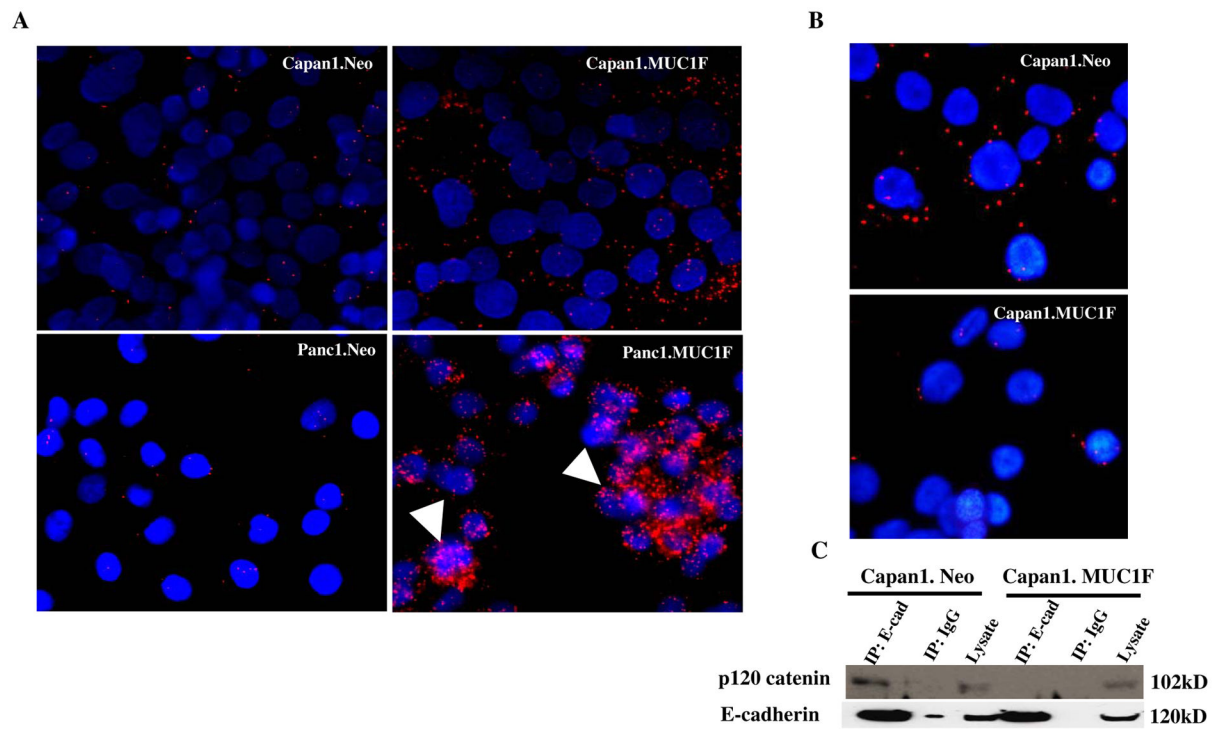 A
B
Capan1.Neo
Capan1.MUC1F
Capan1.Neo
Panc1.Neo
Panc1.MUC1F
Capan1.MUC1F
C
Capan1. Neo
Capan1. MUC1F
IP: E-cad
IP: IgG
Lysate
IP: E-cad
IP: IgG
Lysate
p120 catenin
102kD
E-cadherin
120kD